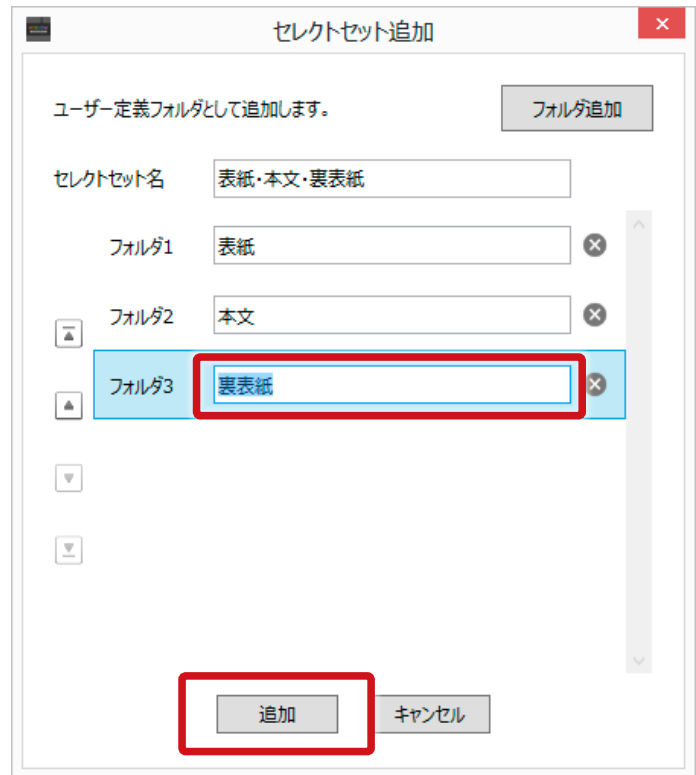 セレクトセット追加
ユーザー定義フォルダとして追加します。
フォルダ追加
セレクトセット名
表紙・本文・裏表紙
フォルダ1
表紙
フォルダ2
本文
フォルダ3
裏表紙
追加
キャンセル